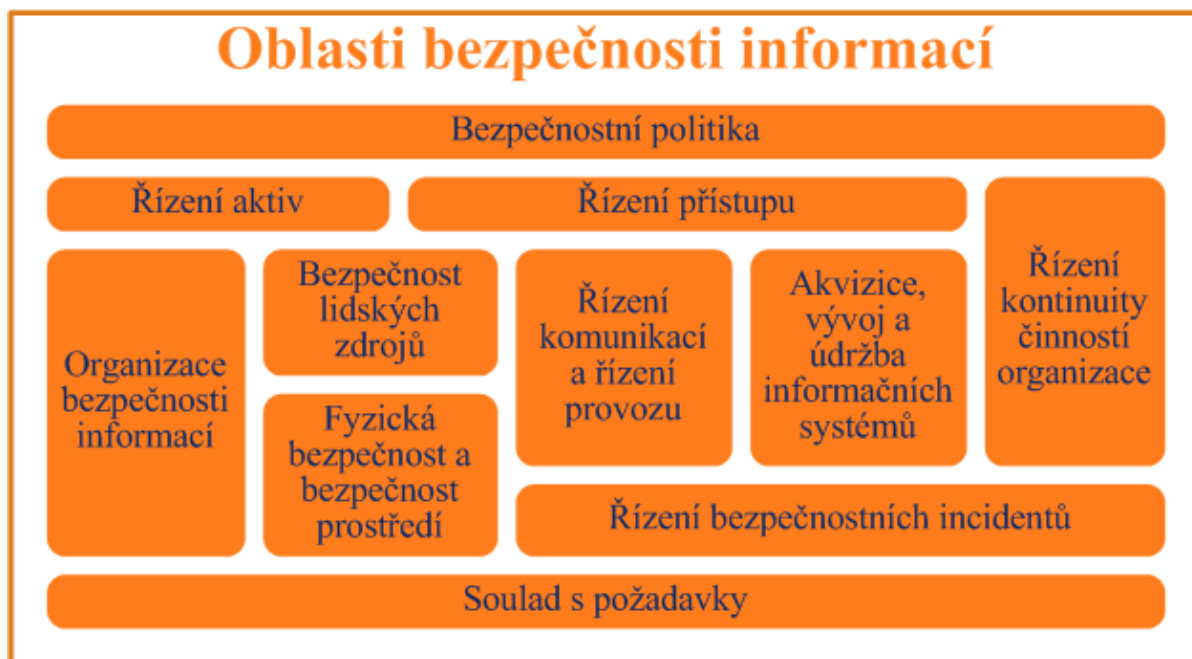 Oblasti bezpečnosti informací
Bezpečnostní politika
Řízení aktiv
Řízení přístupu
Organizace
bezpečnosti
informací
Bezpečnost
lidských
zdrojů
Fyzická
bezpečnost a
bezpečnost
prostředí
Řízení
komunikací
a řízení
provozu
Akvizice,
vývoj a
údržba
informačních
systémů
Řízení
kontinuity
činností
organizace
Řízení bezpečnostních incidentů
Soulad s požadavky